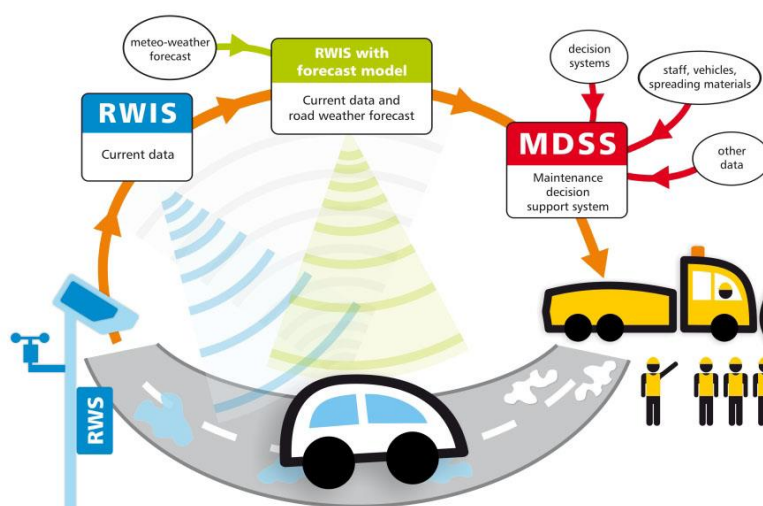 meteo-weather
forecast
RWIS with
forecast model
Current data and
road weather forecast
decision
systems
staff, vehicles,
spreading materials
RWIS
Current data
MDSS
Maintenance
decision
support system
other
data
RWS